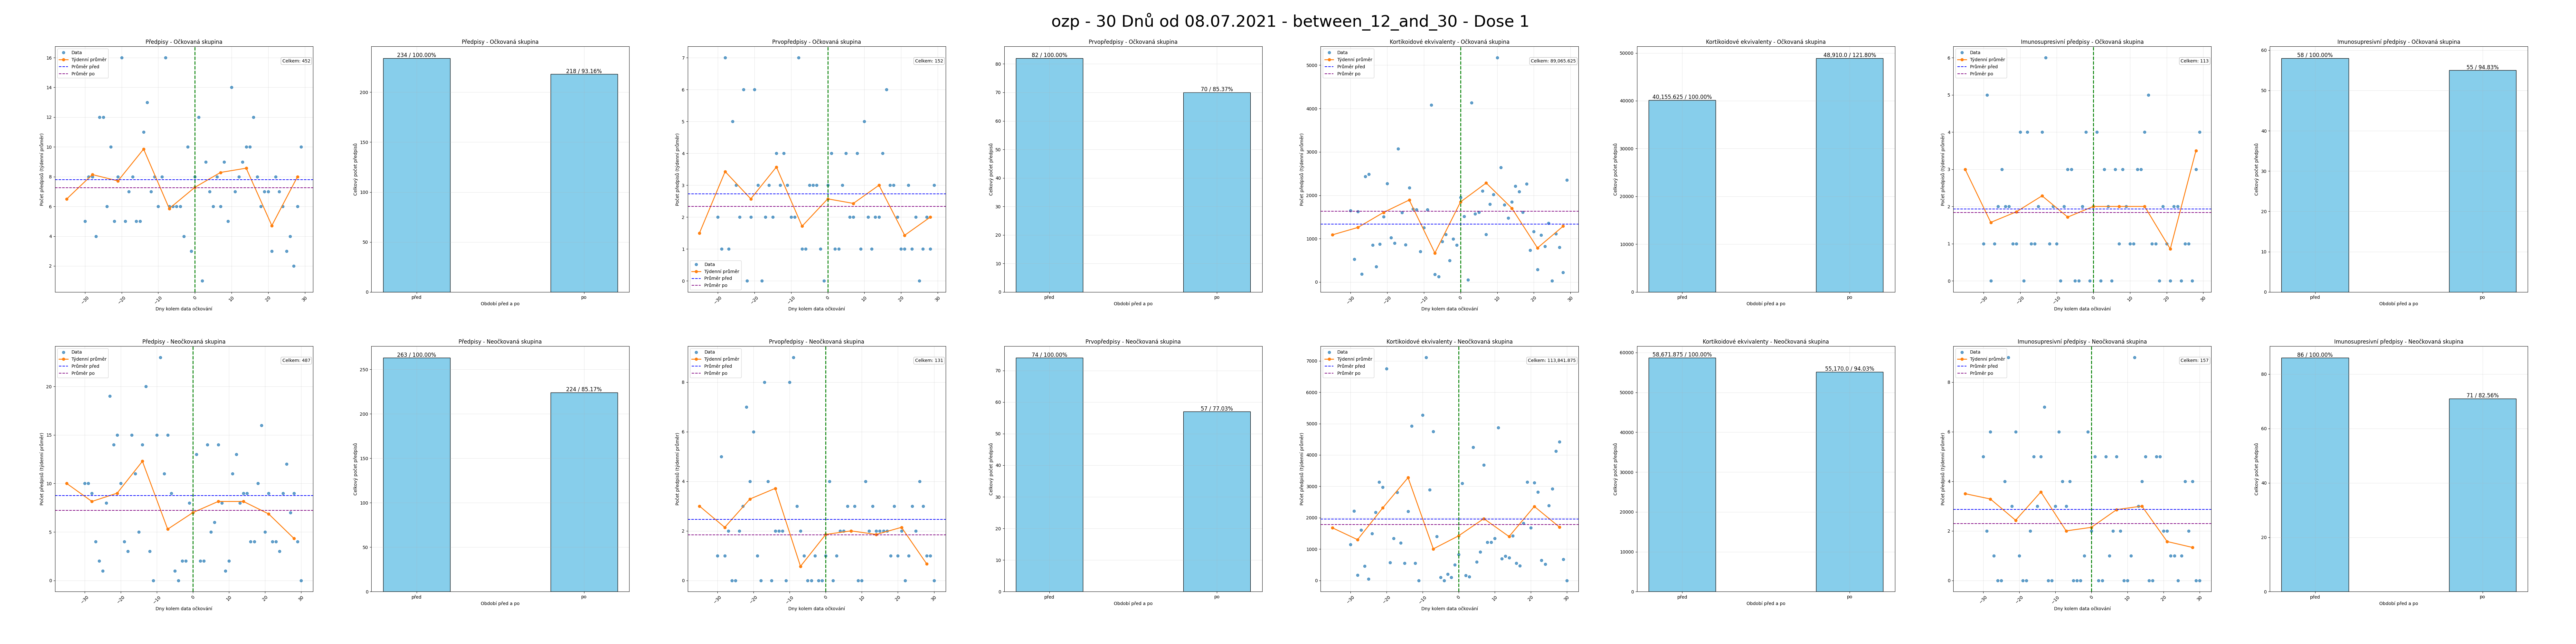 ozp - 30 Dnů od 08.07.2021 - between_12_and_30 - Dose 1
Předpisy - Očkovaná skupina
Data
Týdenní průměr
Průměr před
Průměr po
Celkem: 452
Počet předpisů (týdenní průměr)
Dny kolem data očkování
Předpisy - Očkovaná skupina
234 / 100.00%
218 / 93.16%
Celkový počet předpisů
před
po
Období před a po
Prvopředpisy - Očkovaná skupina
Data
Týdenní průměr
Průměr před
Průměr po
Celkem: 152
Počet předpisů (týdenní průměr)
Dny kolem data očkování
Prvopředpisy - Očkovaná skupina
82 / 100.00%
70 / 85.37%
Celkový počet předpisů
před
po
Období před a po
Kortikoidové ekvivalenty - Očkovaná skupina
Data
Týdenní průměr
Průměr před
Průměr po
Celkem: 89,065.625
Počet předpisů (týdenní průměr)
Dny kolem data očkování
Kortikoidové ekvivalenty - Očkovaná skupina
40,155.625 / 100.00%
48,910.0 / 121.80%
Celkový počet předpisů
před
po
Období před a po
Imunosupresivní předpisy - Očkovaná skupina
Data
Týdenní průměr
Průměr před
Průměr po
Celkem: 113
Počet předpisů (týdenní průměr)
Dny kolem data očkování
Imunosupresivní předpisy - Očkovaná skupina
58 / 100.00%
55 / 94.83%
Celkový počet předpisů
před
po
Období před a po
Předpisy - Neočkovaná skupina
Data
Týdenní průměr
Průměr před
Průměr po
Celkem: 487
Počet předpisů (týdenní průměr)
Dny kolem data očkování
Předpisy - Neočkovaná skupina
263 / 100.00%
224 / 85.17%
Celkový počet předpisů
před
po
Období před a po
Prvopředpisy - Neočkovaná skupina
Data
Týdenní průměr
Průměr před
Průměr po
Celkem: 131
Počet předpisů (týdenní průměr)
Dny kolem data očkování
Prvopředpisy - Neočkovaná skupina
74 / 100.00%
57 / 77.03%
Celkový počet předpisů
před
po
Období před a po
Kortikoidové ekvivalenty - Neočkovaná skupina
Data
Týdenní průměr
Průměr před
Průměr po
Celkem: 113,841.875
Počet předpisů (týdenní průměr)
Dny kolem data očkování
Kortikoidové ekvivalenty - Neočkovaná skupina
58,671.875 / 100.00%
55,170.0 / 94.03%
Celkový počet předpisů
před
po
Období před a po
Imunosupresivní předpisy - Neočkovaná skupina
Data
Týdenní průměr
Průměr před
Průměr po
Celkem: 157
Počet předpisů (týdenní průměr)
Dny kolem data očkování
Imunosupresivní předpisy - Neočkovaná skupina
86 / 100.00%
71 / 82.56%
Celkový počet předpisů
před
po
Období před a po